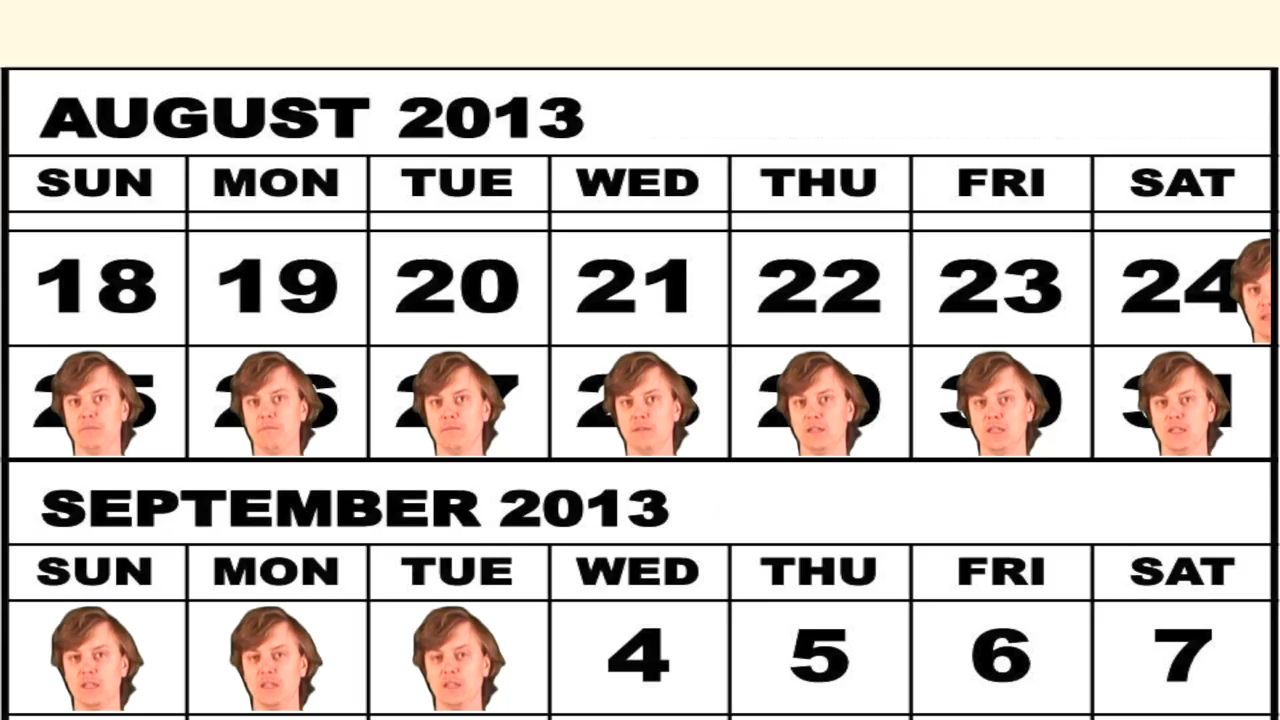 AUGUST 2013
SUN MON TUE WED THU FRI SAT
18 19 20 21 22 23 24
SEPTEMBER 2013
SUN MON TUE WED THU FRI SAT
4 5 6 7